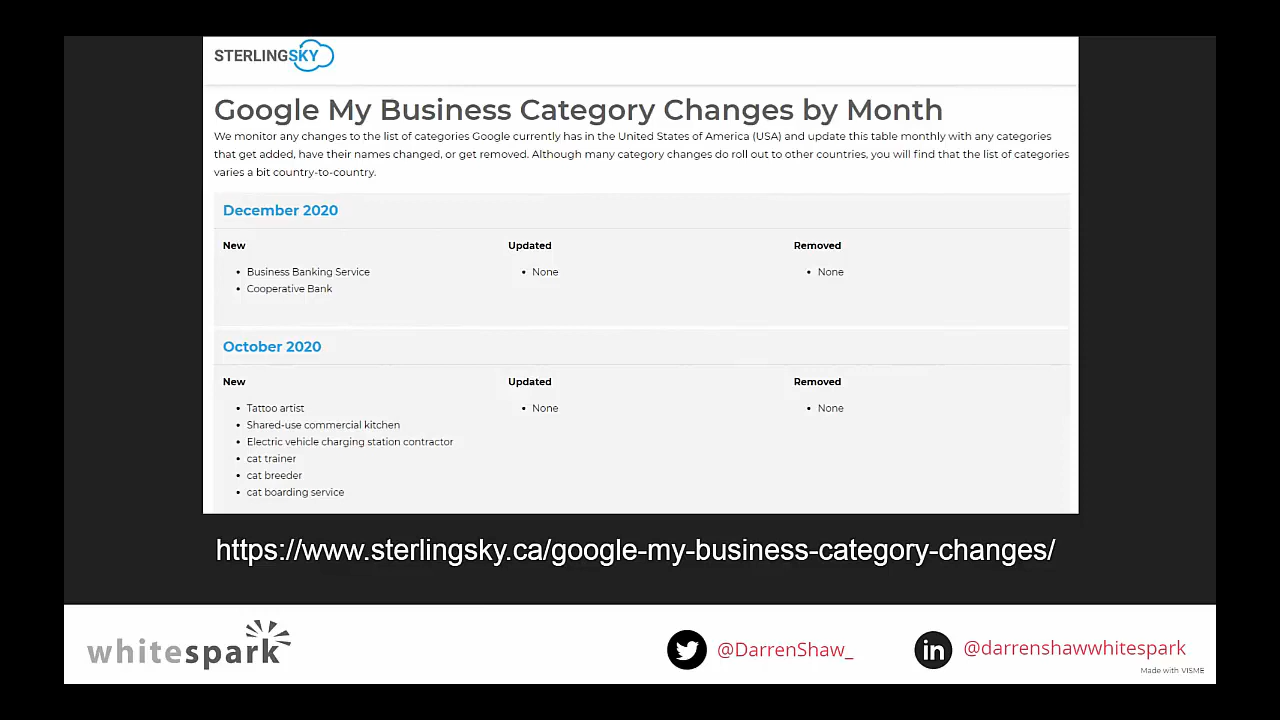 STERLINGSKY
Google My Business Category Changes by Month
We monitor any changes to the list of categories Google currently has in the United States of America (USA) and update this table monthly with any categories
that get added, have their names changed, or get removed. Although many category changes do roll out to other countries, you will find that the list of categories
varies a bit country-to-country.
December 2020
New Updated Removed
• Business Banking Service • None • None
• Cooperative Bank
October 2020
New Updated Removed
• Tattoo artist • None • None
• Shared-use commercial kitchen
• Electric vehicle charging station contractor
• cat trainer
• cat breeder
• cat boarding service
https://www.sterlingsky.ca/google-my-business-category-changes/
whitespark @DarrenShaw_ in @darrenshawwhitespark
Made with VISME